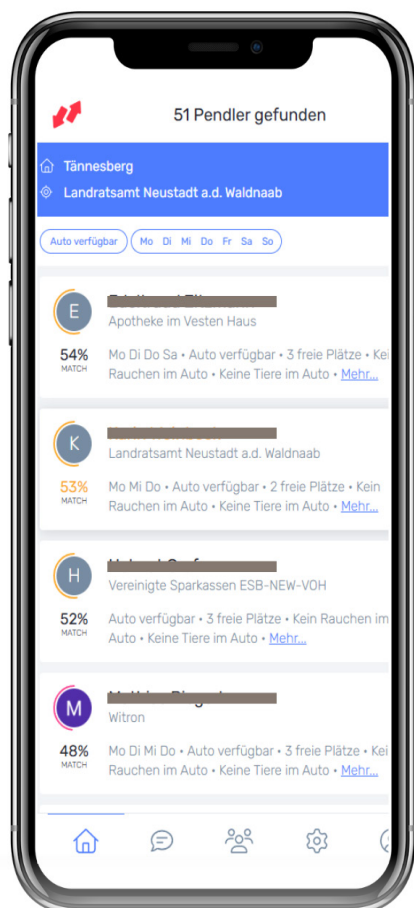 51 Pendler gefunden
Tännesberg
Landratsamt Neustadt a.d. Waldnaab
Auto verfügbar Mo Di Mi Do Fr Sa So
E
Apotheke im Vesten Haus
54% Mo Di Do Sa • Auto verfügbar • 3 freie Plätze • Kei
MATCH Rauchen im Auto • Keine Tiere im Auto • Mehr...
K
Landratsamt Neustadt a.d. Waldnaab
53% Mo Mi Do • Auto verfügbar • 2 freie Plätze • Kein
MATCH Rauchen im Auto • Keine Tiere im Auto • Mehr...
H
Vereinigte Sparkassen ESB-NEW-VOH
52% Auto verfügbar • 3 freie Plätze • Kein Rauchen im
MATCH Auto • Keine Tiere im Auto • Mehr...
M
Witron
48% Mo Di Mi Do • Auto verfügbar • 3 freie Plätze • Kei
MATCH Rauchen im Auto • Keine Tiere im Auto • Mehr...